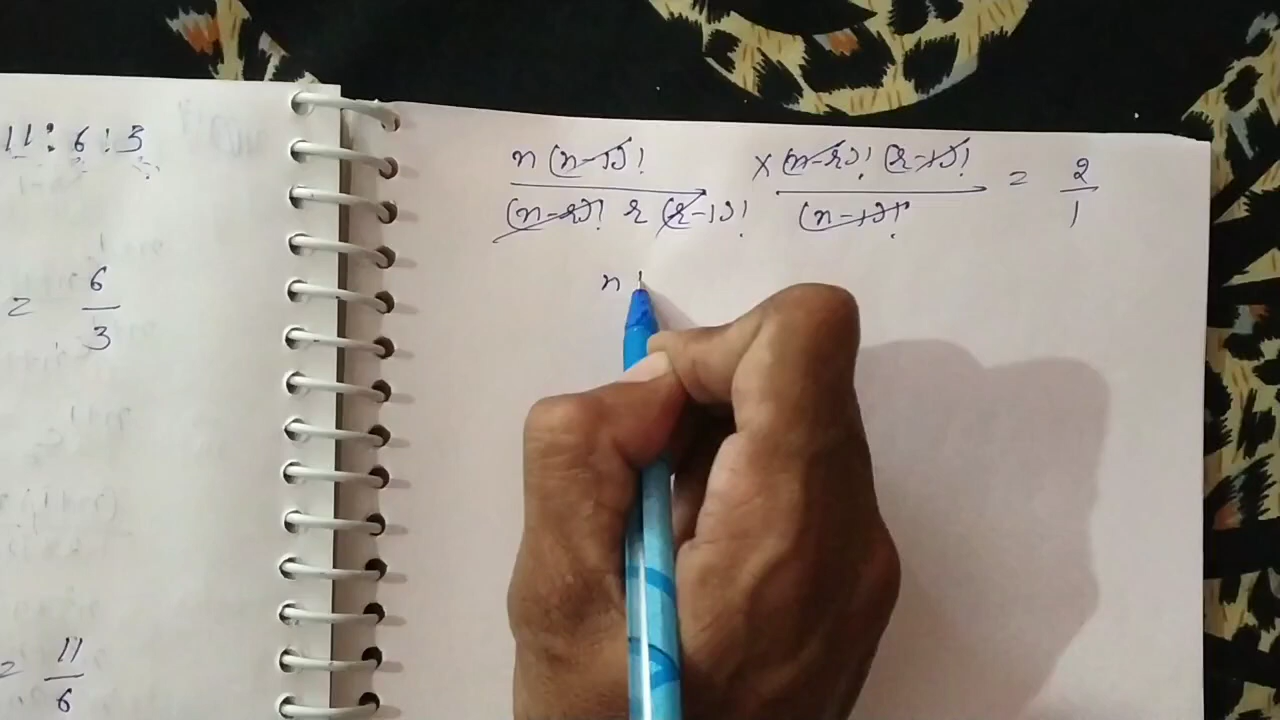 11 : 6 : 3
= 6/3
= 11/6
n (n-1)! / (n-r)! r (r-1)! × (n-r)! (r-1)! / (n-1)! = 2/1
n